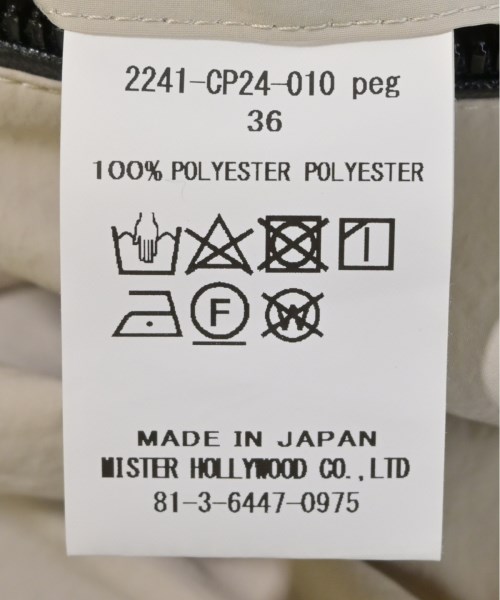 2241-CP24-010 peg
36
100% POLYESTER POLYESTER
F
W
MADE IN JAPAN
MISTER HOLLYWOOD CO.,LTD
81-3-6447-0975